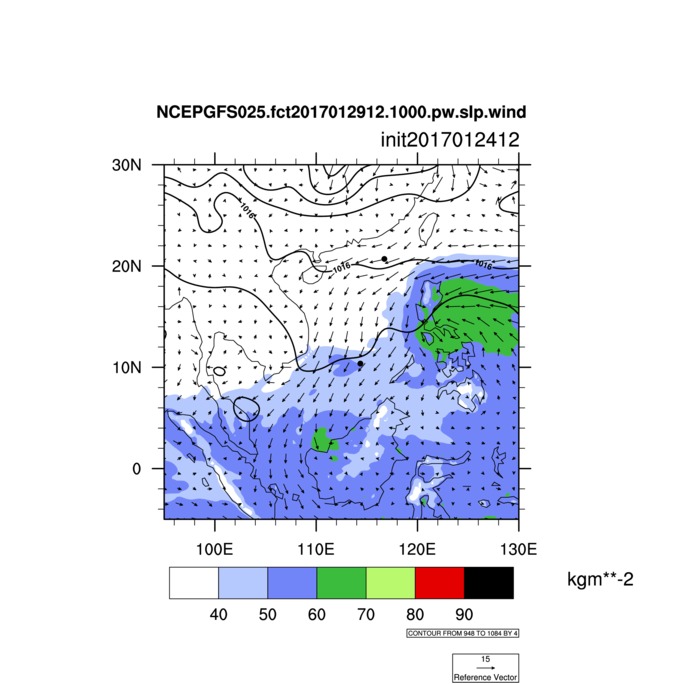 NCEPGFS025.fct2017012912.1000.pw.slp.wind
init2017012412
30N
1016
20N
1016
1016
10N
0
100E 110E 120E 130E
kgm**-2
40 50 60 70 80 90
CONTOUR FROM 948 TO 1084 BY 4
15
Reference Vector